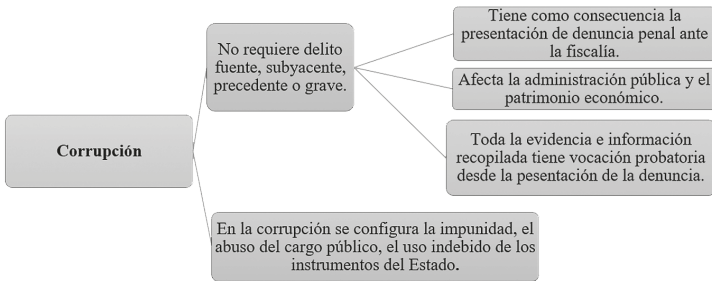 Corrupción
No requiere delito
fuente, subyacente,
precedente o grave.
Tiene como consecuencia la
presentación de denuncia penal ante
la fiscalía.
Afecta la administración pública y el
patrimonio económico.
Toda la evidencia e información
recopilada tiene vocación probatoria
desde la pesentación de la denuncia.
En la corrupción se configura la impunidad, el
abuso del cargo público, el uso indebido de los
instrumentos del Estado.